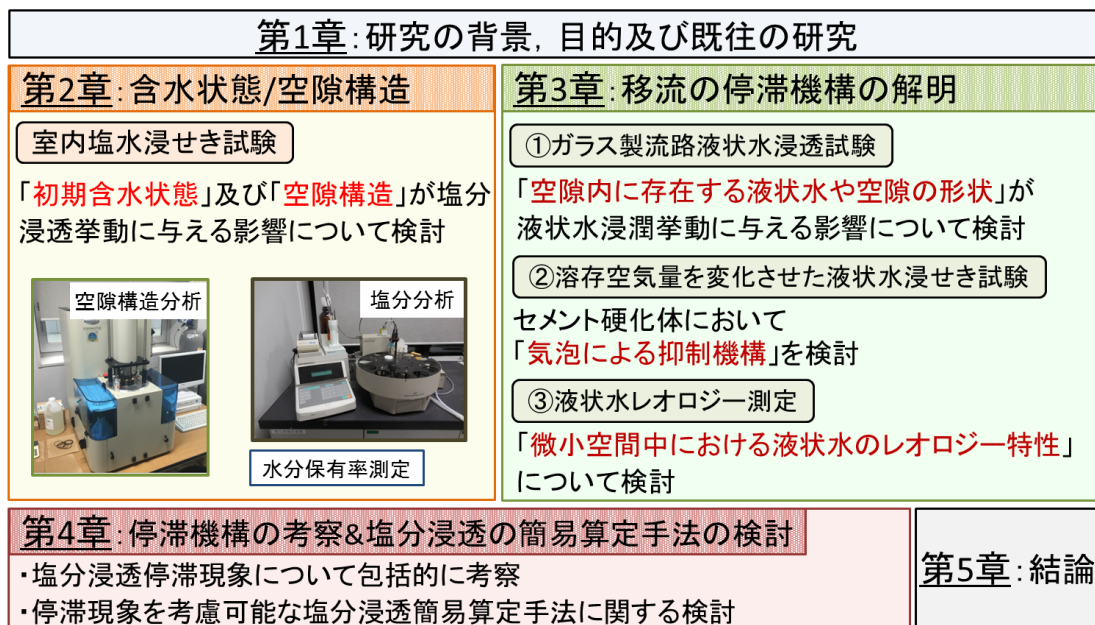 第1章:研究の背景，目的及び既往の研究
第2章:含水状態/空隙構造
室内塩水浸せき試験
「初期含水状態」及び「空隙構造」が塩分
浸透挙動に与える影響について検討
空隙構造分析
塩分分析
水分保有率測定
第3章:移流の停滞機構の解明
①ガラス製流路液状水浸透試験
「空隙内に存在する液状水や空隙の形状」が
液状水浸潤挙動に与える影響について検討
②溶存空気量を変化させた液状水浸せき試験
セメント硬化体において
「気泡による抑制機構」を検討
③液状水レオロジー測定
「微小空間中における液状水のレオロジー特性」
について検討
第4章:停滞機構の考察&塩分浸透の簡易算定手法の検討
・塩分浸透停滞現象について包括的に考察
・停滞現象を考慮可能な塩分浸透簡易算定手法に関する検討
第5章:結論